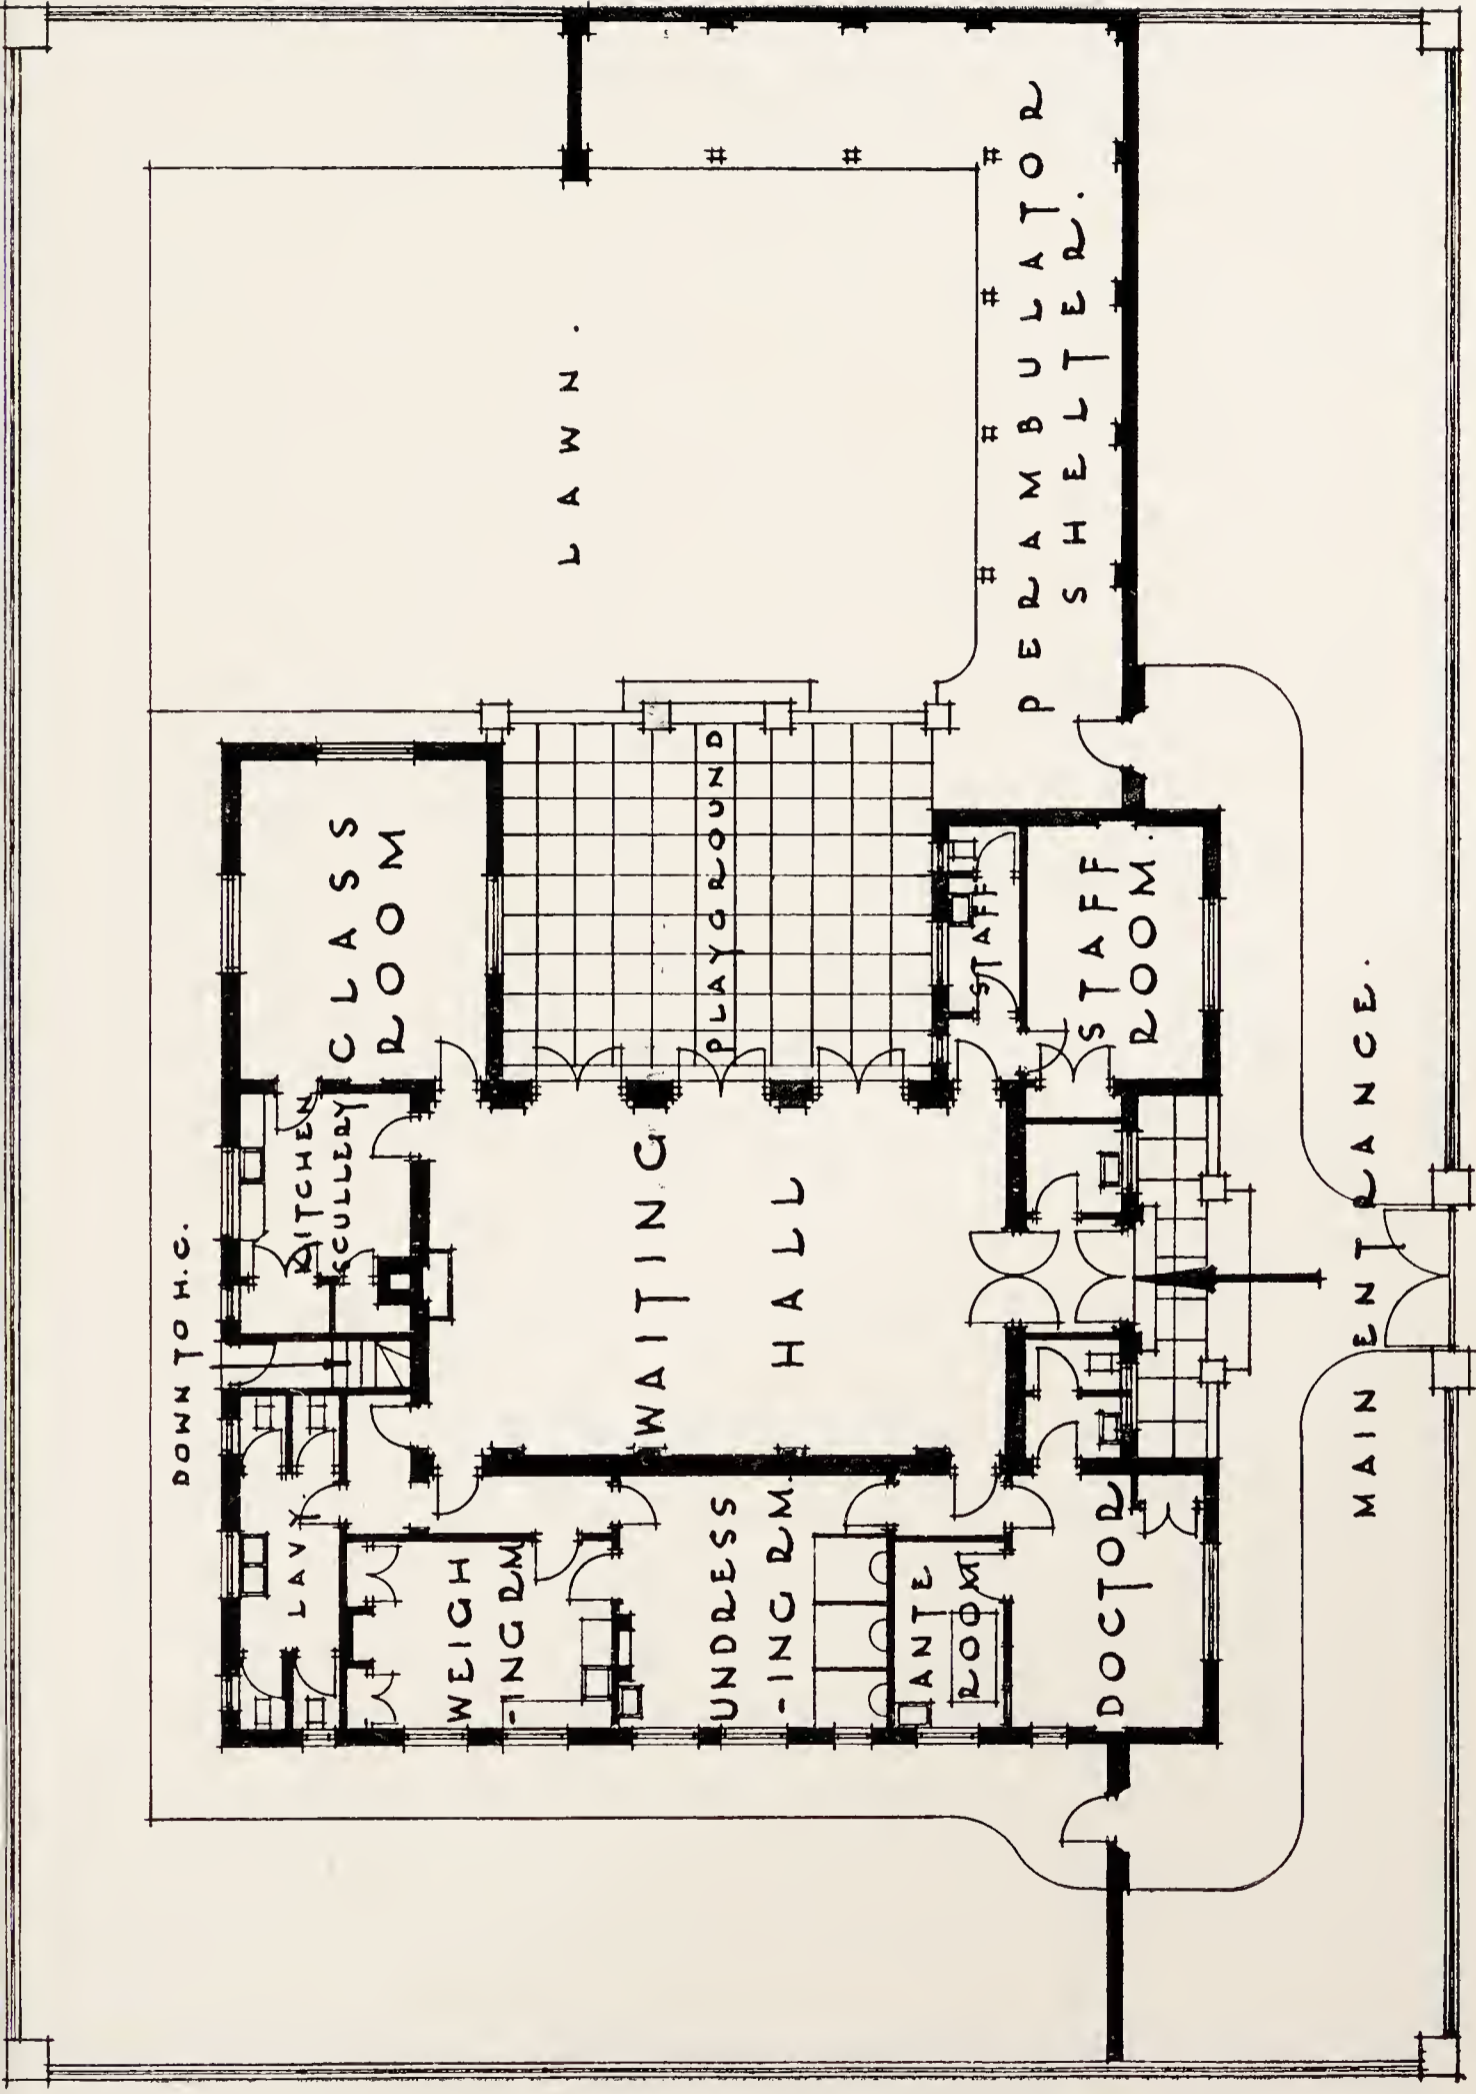 DOWN TO H.C.
LAV.
KITCHEN
SCULLERY
CLASS
ROOM
WEIGH
-ING RM
WAITING
HALL
LAWN.
UNDRESS
-ING RM.
PLAYGROUND
ANTE
ROOM
STAFF
DOCTOR
STAFF
ROOM.
PERAMBULATOR
SHELTER.
MAIN ENTRANCE.